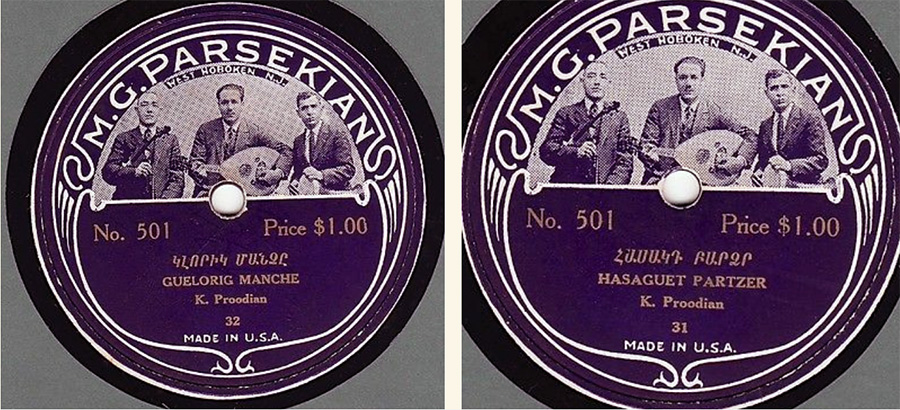 M.G. PARSEKIAN
WEST HOBOKEN N.J.
No. 501 Price $1.00
ԿԼՈՐԻԿ ՄԱՆՋԸ
GUELORIG MANCHE
K. Proodian
32
MADE IN U.S.A.
M.G. PARSEKIAN
WEST HOBOKEN N.J.
No. 501 Price $1.00
ՀԱՍԱԿԴ ԲԱՐՁՐ
HASAGUET PARTZER
K. Proodian
31
MADE IN U.S.A.